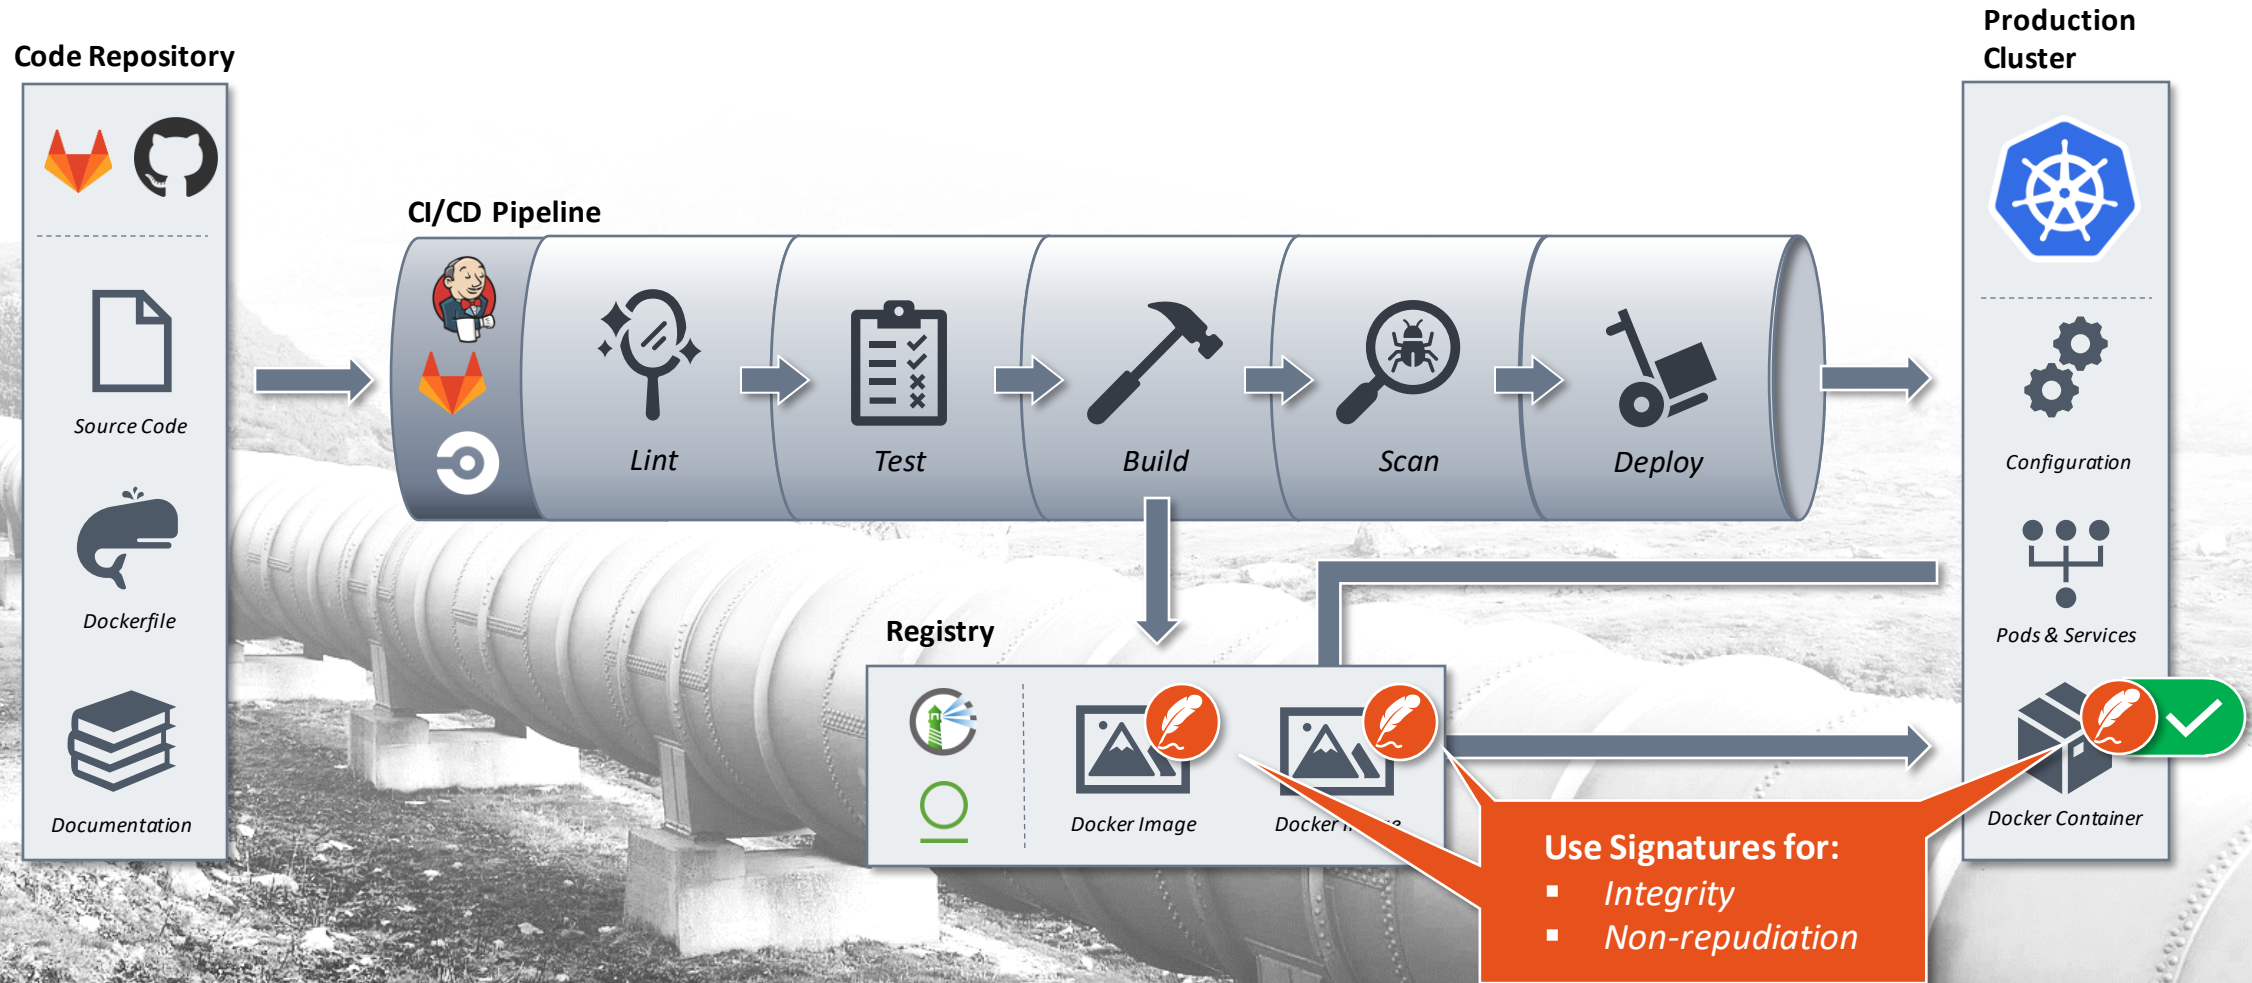 Code Repository
Source Code
Dockerfile
Documentation
CI/CD Pipeline
Lint
Test
Build
Scan
Deploy
Registry
Docker Image
Docker
Production
Cluster
Configuration
Pods & Services
Docker Container
Use Signatures for:
▪ Integrity
▪ Non-repudiation